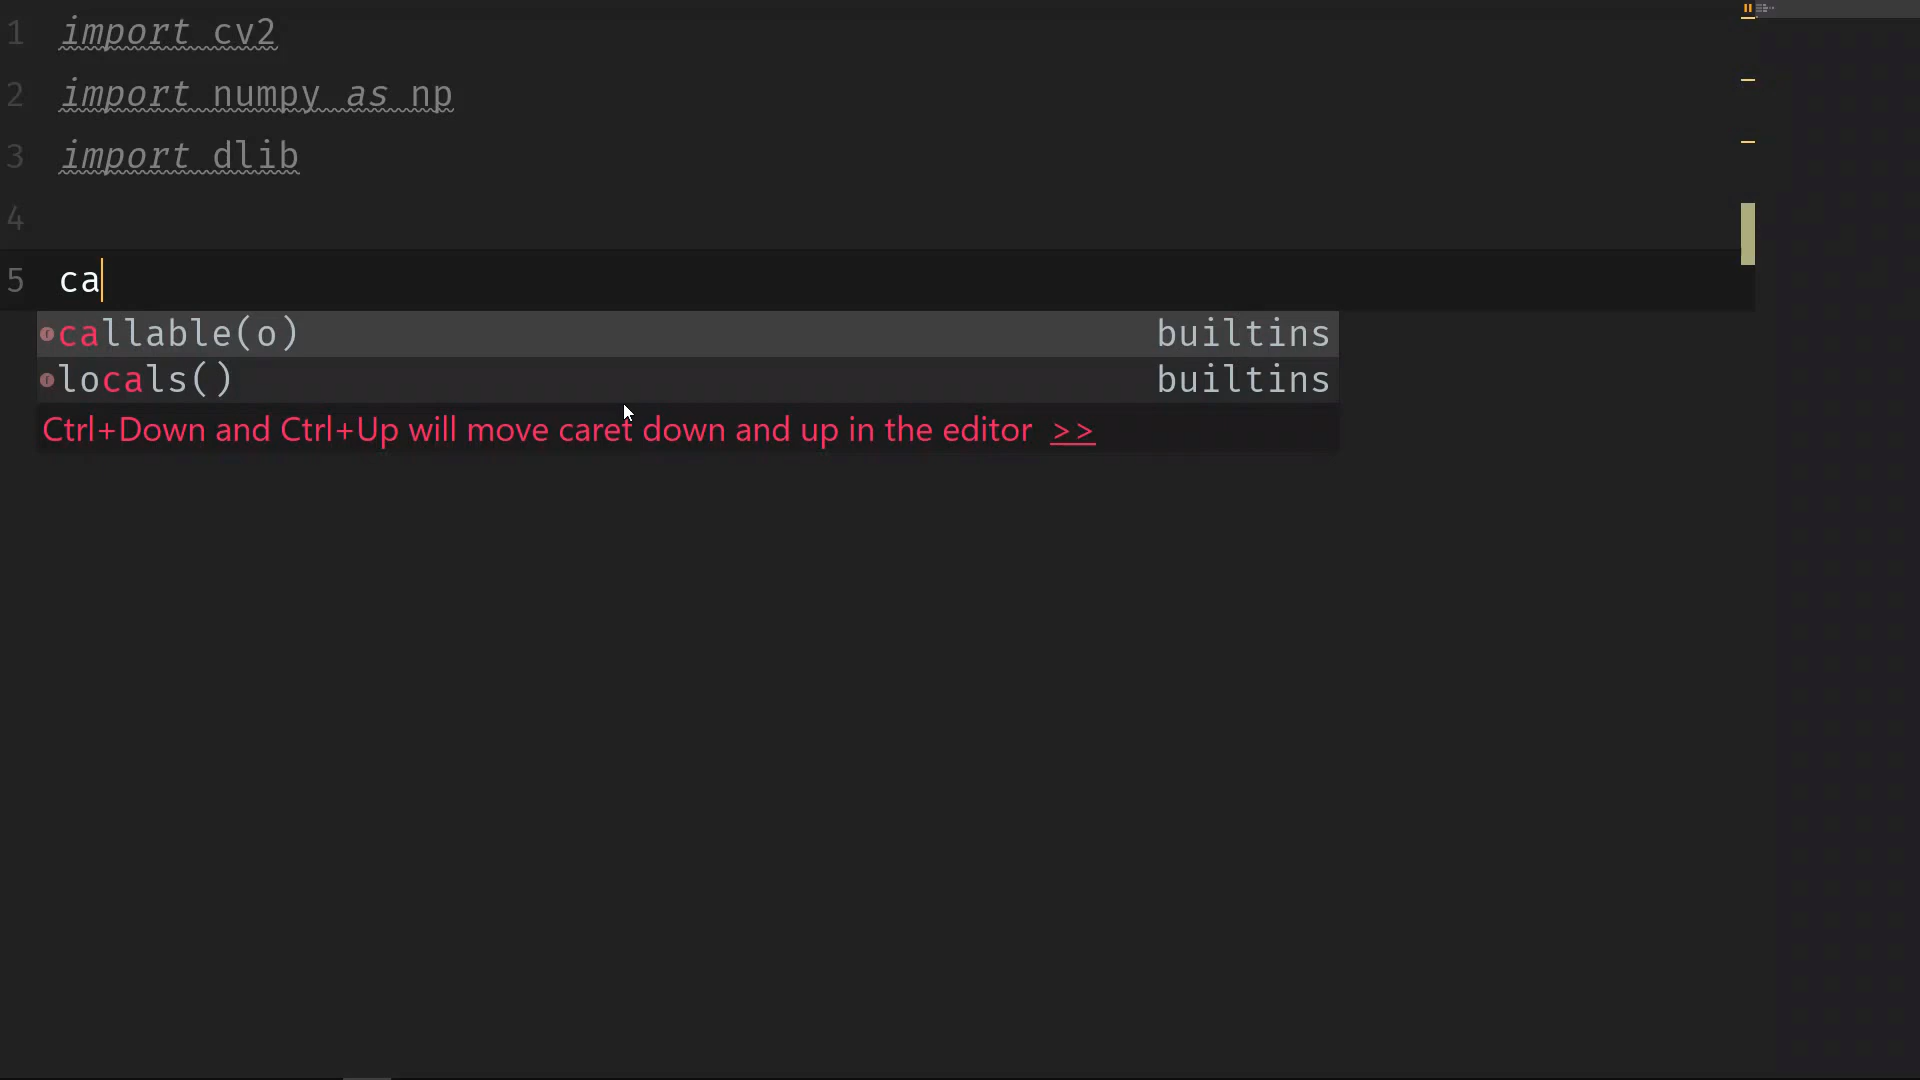 1 import cv2
2 import numpy as np
3 import dlib
4
5 ca
callable(o) builtins
locals() builtins
Ctrl+Down and Ctrl+Up will move caret down and up in the editor >>